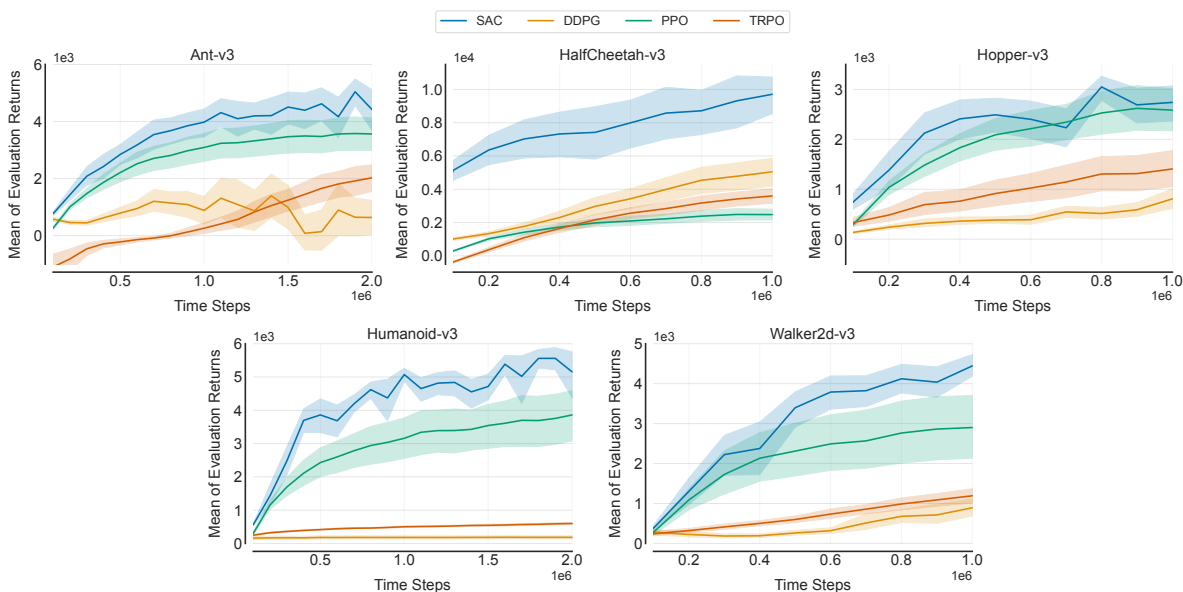 SAC DDPG PPO TRPO
Ant-v3
1e3
Mean of Evaluation Returns
6
4
2
0
0.5 1.0 1.5 2.0
1e6
Time Steps
HalfCheetah-v3
1e4
Mean of Evaluation Returns
1.0
0.8
0.6
0.4
0.2
0.0
0.2 0.4 0.6 0.8 1.0
1e6
Time Steps
Hopper-v3
1e3
Mean of Evaluation Returns
3
2
1
0
0.2 0.4 0.6 0.8 1.0
1e6
Time Steps
Humanoid-v3
1e3
Mean of Evaluation Returns
6
5
4
3
2
1
0
0.5 1.0 1.5 2.0
1e6
Time Steps
Walker2d-v3
1e3
Mean of Evaluation Returns
5
4
3
2
1
0
0.2 0.4 0.6 0.8 1.0
1e6
Time Steps